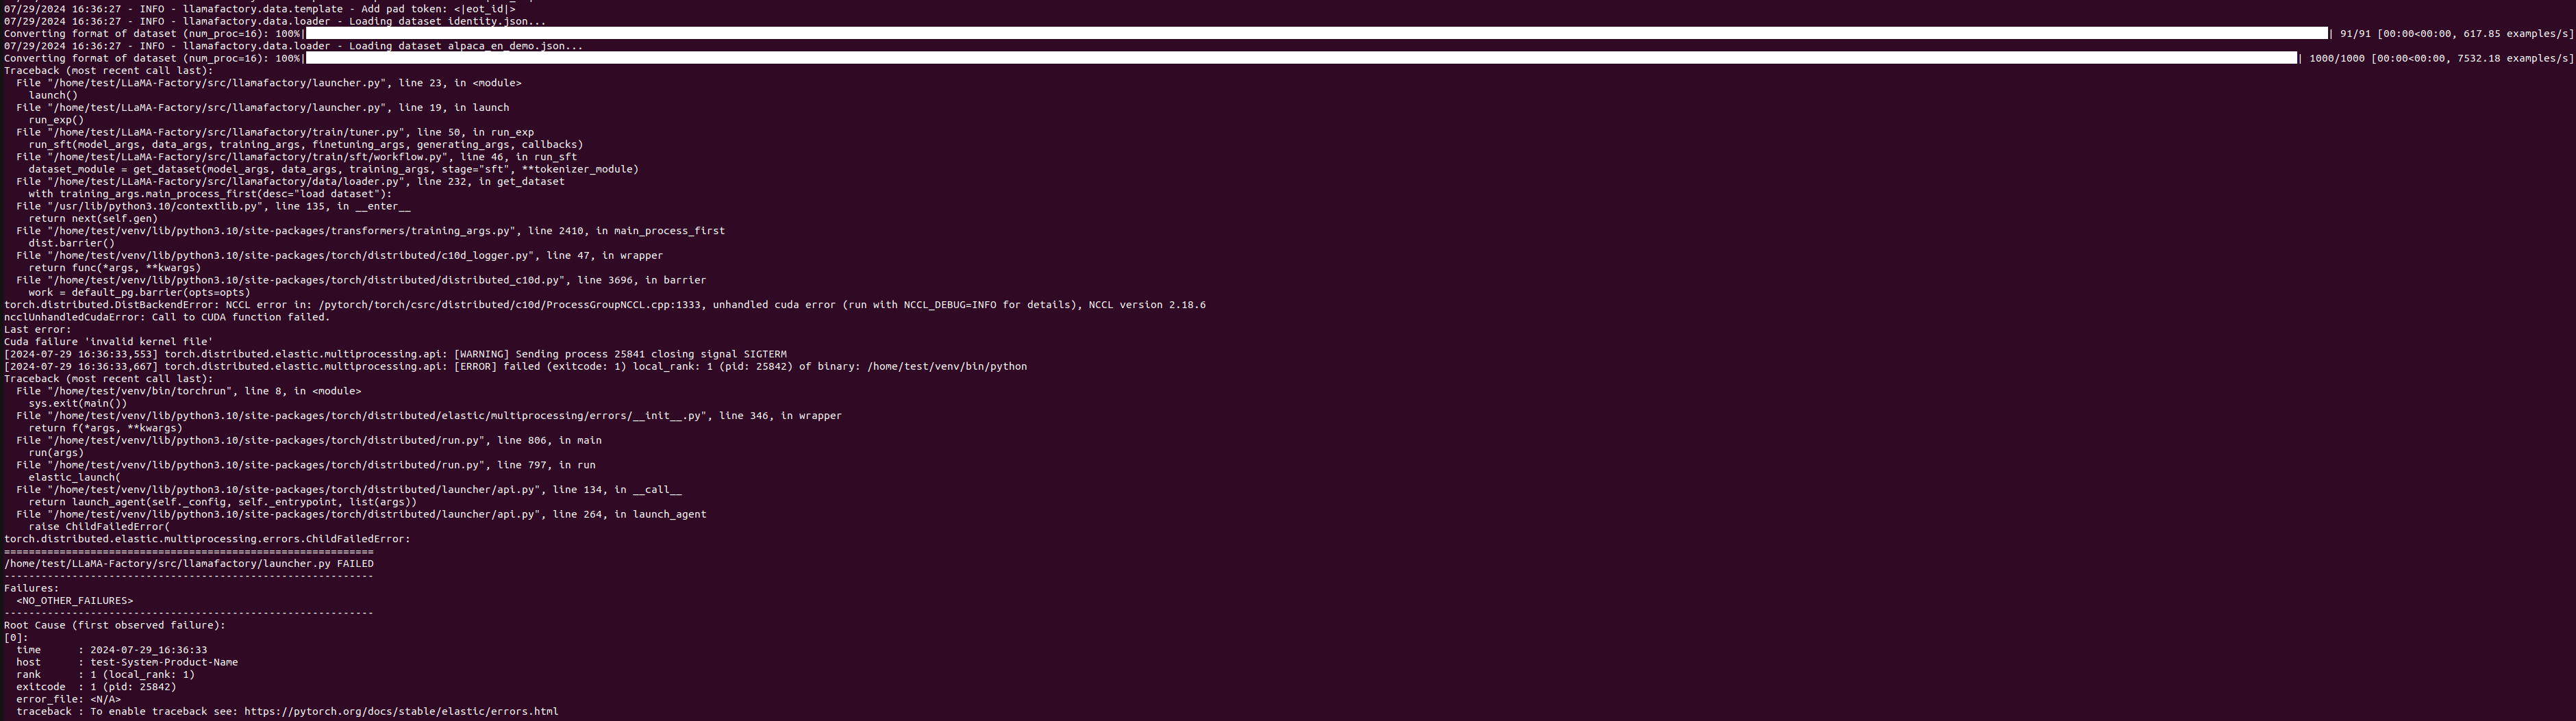 07/29/2024 16:36:27 - INFO - llamafactory.data.template - Add pad token: <|eot_id|>
07/29/2024 16:36:27 - INFO - llamafactory.data.loader - Loading dataset identity.json...
Converting format of dataset (num_proc=16): 100%|| 91/91 [00:00<00:00, 617.85 examples/s]
07/29/2024 16:36:27 - INFO - llamafactory.data.loader - Loading dataset alpaca_en_demo.json...
Converting format of dataset (num_proc=16): 100%|| 1000/1000 [00:00<00:00, 7532.18 examples/s]
Traceback (most recent call last):
  File "/home/test/LLaMA-Factory/src/llamafactory/launcher.py", line 23, in <module>
    launch()
  File "/home/test/LLaMA-Factory/src/llamafactory/launcher.py", line 19, in launch
    run_exp()
  File "/home/test/LLaMA-Factory/src/llamafactory/train/tuner.py", line 50, in run_exp
    run_sft(model_args, data_args, training_args, finetuning_args, generating_args, callbacks)
  File "/home/test/LLaMA-Factory/src/llamafactory/train/sft/workflow.py", line 46, in run_sft
    dataset_module = get_dataset(model_args, data_args, training_args, stage="sft", **tokenizer_module)
  File "/home/test/LLaMA-Factory/src/llamafactory/data/loader.py", line 232, in get_dataset
    with training_args.main_process_first(desc="load dataset"):
  File "/usr/lib/python3.10/contextlib.py", line 135, in __enter__
    return next(self.gen)
  File "/home/test/venv/lib/python3.10/site-packages/transformers/training_args.py", line 2410, in main_process_first
    dist.barrier()
  File "/home/test/venv/lib/python3.10/site-packages/torch/distributed/c10d_logger.py", line 47, in wrapper
    return func(*args, **kwargs)
  File "/home/test/venv/lib/python3.10/site-packages/torch/distributed/distributed_c10d.py", line 3696, in barrier
    work = default_pg.barrier(opts=opts)
torch.distributed.DistBackendError: NCCL error in: /pytorch/torch/csrc/distributed/c10d/ProcessGroupNCCL.cpp:1333, unhandled cuda error (run with NCCL_DEBUG=INFO for details), NCCL version 2.18.6
ncclUnhandledCudaError: Call to CUDA function failed.
Last error:
Cuda failure 'invalid kernel file'
[2024-07-29 16:36:33,553] torch.distributed.elastic.multiprocessing.api: [WARNING] Sending process 25841 closing signal SIGTERM
[2024-07-29 16:36:33,667] torch.distributed.elastic.multiprocessing.api: [ERROR] failed (exitcode: 1) local_rank: 1 (pid: 25842) of binary: /home/test/venv/bin/python
Traceback (most recent call last):
  File "/home/test/venv/bin/torchrun", line 8, in <module>
    sys.exit(main())
  File "/home/test/venv/lib/python3.10/site-packages/torch/distributed/elastic/multiprocessing/errors/__init__.py", line 346, in wrapper
    return f(*args, **kwargs)
  File "/home/test/venv/lib/python3.10/site-packages/torch/distributed/run.py", line 806, in main
    run(args)
  File "/home/test/venv/lib/python3.10/site-packages/torch/distributed/run.py", line 797, in run
    elastic_launch(
  File "/home/test/venv/lib/python3.10/site-packages/torch/distributed/launcher/api.py", line 134, in __call__
    return launch_agent(self._config, self._entrypoint, list(args))
  File "/home/test/venv/lib/python3.10/site-packages/torch/distributed/launcher/api.py", line 264, in launch_agent
    raise ChildFailedError(
torch.distributed.elastic.multiprocessing.errors.ChildFailedError:
============================================================
/home/test/LLaMA-Factory/src/llamafactory/launcher.py FAILED
------------------------------------------------------------
Failures:
  <NO_OTHER_FAILURES>
------------------------------------------------------------
Root Cause (first observed failure):
[0]:
  time      : 2024-07-29_16:36:33
  host      : test-System-Product-Name
  rank      : 1 (local_rank: 1)
  exitcode  : 1 (pid: 25842)
  error_file: <N/A>
  traceback : To enable traceback see: https://pytorch.org/docs/stable/elastic/errors.html